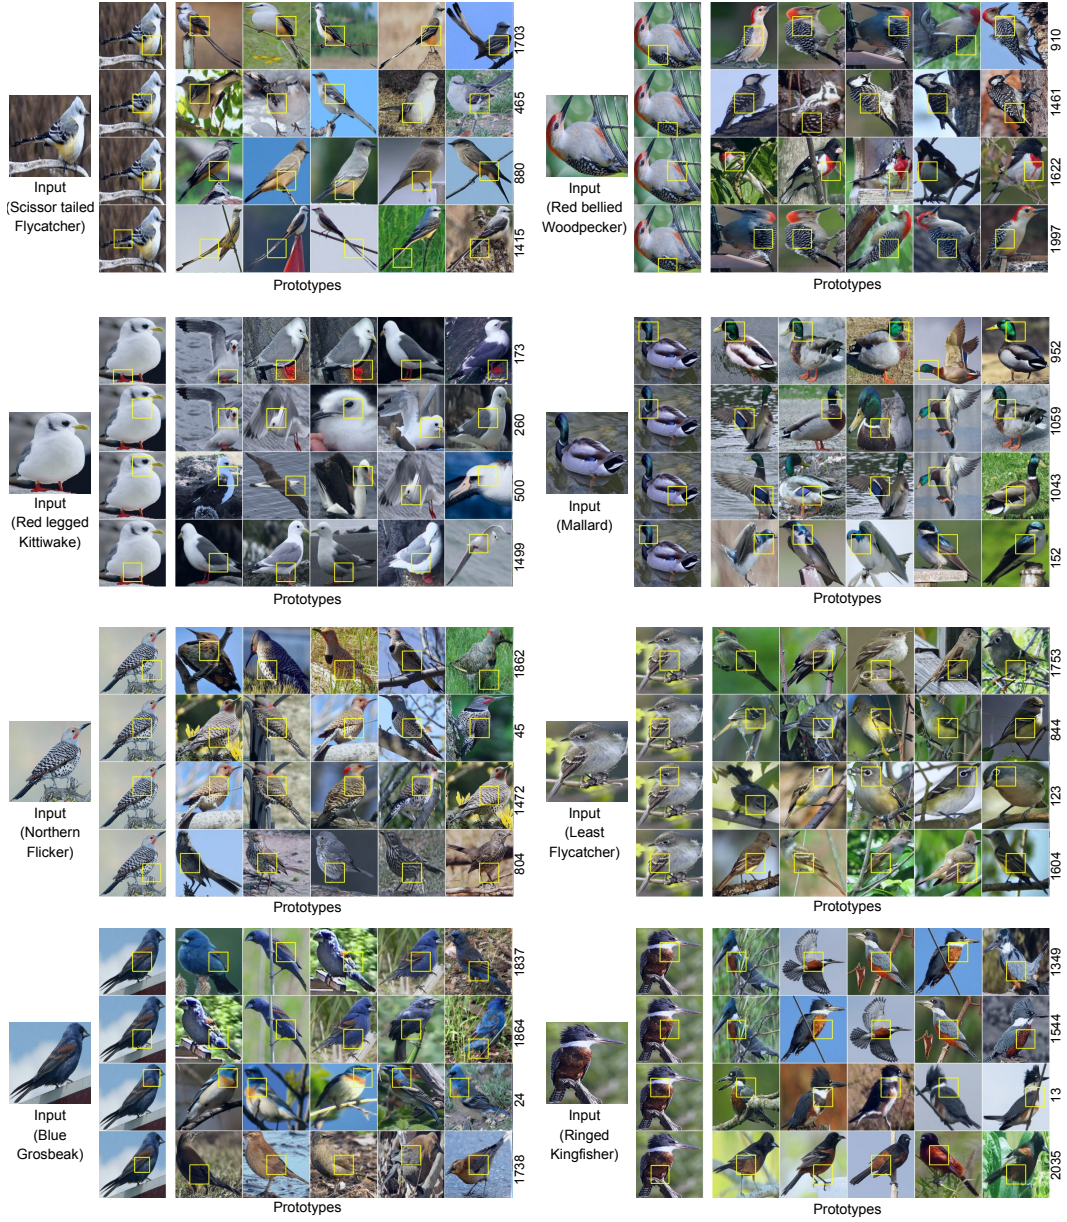 1703
465
880
1415
Input
(Scissor tailed
Flycatcher)
Prototypes
910
1461
1622
1997
Input
(Red bellied
Woodpecker)
Prototypes
173
260
500
1499
Input
(Red legged
Kittiwake)
Prototypes
952
1059
1043
152
Input
(Mallard)
Prototypes
1862
45
1472
804
Input
(Northern
Flicker)
Prototypes
1753
844
123
1604
Input
(Least
Flycatcher)
Prototypes
1837
1864
24
1738
Input
(Blue
Grosbeak)
Prototypes
1349
1544
13
2035
Input
(Ringed
Kingfisher)
Prototypes